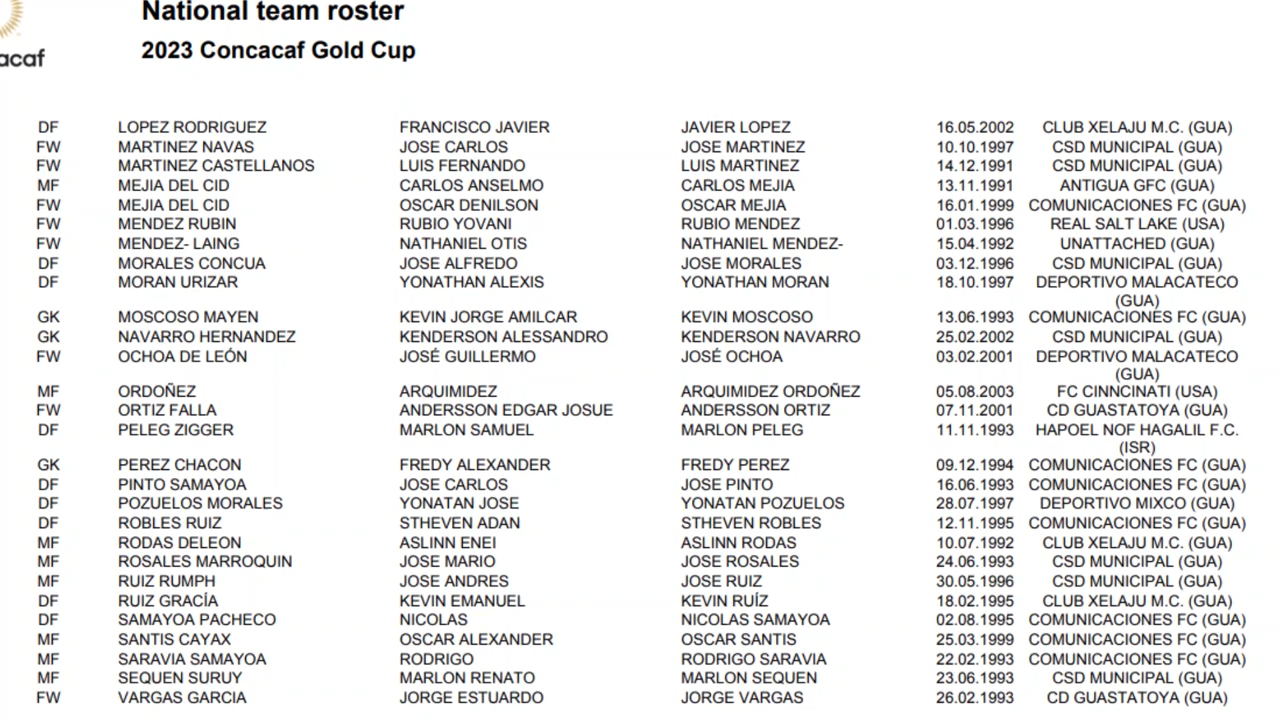 National team roster
acaf
2023 Concacaf Gold Cup
DF LOPEZ RODRIGUEZ FRANCISCO JAVIER JAVIER LOPEZ 16.05.2002 CLUB XELAJU M.C. (GUA)
FW MARTINEZ NAVAS JOSE CARLOS JOSE MARTINEZ 10.10.1997 CSD MUNICIPAL (GUA)
FW MARTINEZ CASTELLANOS LUIS FERNANDO LUIS MARTINEZ 14.12.1991 CSD MUNICIPAL (GUA)
MF MEJIA DEL CID CARLOS ANSELMO CARLOS MEJIA 13.11.1991 ANTIGUA GFC (GUA)
FW MEJIA DEL CID OSCAR DENILSON OSCAR MEJIA 16.01.1999 COMUNICACIONES FC (GUA)
FW MENDEZ RUBIN RUBIO YOVANI RUBIO MENDEZ 01.03.1996 REAL SALT LAKE (USA)
FW MENDEZ- LAING NATHANIEL OTIS NATHANIEL MENDEZ- 15.04.1992 UNATTACHED (GUA)
DF MORALES CONCUA JOSE ALFREDO JOSE MORALES 03.12.1996 CSD MUNICIPAL (GUA)
DF MORAN URIZAR YONATHAN ALEXIS YONATHAN MORAN 18.10.1997 DEPORTIVO MALACATECO
(GUA)
GK MOSCOSO MAYEN KEVIN JORGE AMILCAR KEVIN MOSCOSO 13.06.1993 COMUNICACIONES FC (GUA)
GK NAVARRO HERNANDEZ KENDERSON ALESSANDRO KENDERSON NAVARRO 25.02.2002 CSD MUNICIPAL (GUA)
FW OCHOA DE LEÓN JOSÉ GUILLERMO JOSÉ OCHOA 03.02.2001 DEPORTIVO MALACATECO
(GUA)
MF ORDOÑEZ ARQUIMIDEZ ARQUIMIDEZ ORDOÑEZ 05.08.2003 FC CINNCINATI (USA)
FW ORTIZ FALLA ANDERSSON EDGAR JOSUE ANDERSSON ORTIZ 07.11.2001 CD GUASTATOYA (GUA)
DF PELEG ZIGGER MARLON SAMUEL MARLON PELEG 11.11.1993 HAPOEL NOF HAGALIL F.C.
(ISR)
GK PEREZ CHACON FREDY ALEXANDER FREDY PEREZ 09.12.1994 COMUNICACIONES FC (GUA)
DF PINTO SAMAYOA JOSE CARLOS JOSE PINTO 16.06.1993 COMUNICACIONES FC (GUA)
DF POZUELOS MORALES YONATAN JOSE YONATAN POZUELOS 28.07.1997 DEPORTIVO MIXCO (GUA)
DF ROBLES RUIZ STHEVEN ADAN STHEVEN ROBLES 12.11.1995 COMUNICACIONES FC (GUA)
MF RODAS DELEON ASLINN ENEI ASLINN RODAS 10.07.1992 CLUB XELAJU M.C. (GUA)
MF ROSALES MARROQUIN JOSE MARIO JOSE ROSALES 24.06.1993 CSD MUNICIPAL (GUA)
MF RUIZ RUMPH JOSE ANDRES JOSE RUIZ 30.05.1996 CSD MUNICIPAL (GUA)
DF RUIZ GRACÍA KEVIN EMANUEL KEVIN RUÍZ 18.02.1995 CLUB XELAJU M.C. (GUA)
DF SAMAYOA PACHECO NICOLAS NICOLAS SAMAYOA 02.08.1995 COMUNICACIONES FC (GUA)
MF SANTIS CAYAX OSCAR ALEXANDER OSCAR SANTIS 25.03.1999 COMUNICACIONES FC (GUA)
MF SARAVIA SAMAYOA RODRIGO RODRIGO SARAVIA 22.02.1993 COMUNICACIONES FC (GUA)
MF SEQUEN SURUY MARLON RENATO MARLON SEQUEN 23.06.1993 CSD MUNICIPAL (GUA)
FW VARGAS GARCIA JORGE ESTUARDO JORGE VARGAS 26.02.1993 CD GUASTATOYA (GUA)